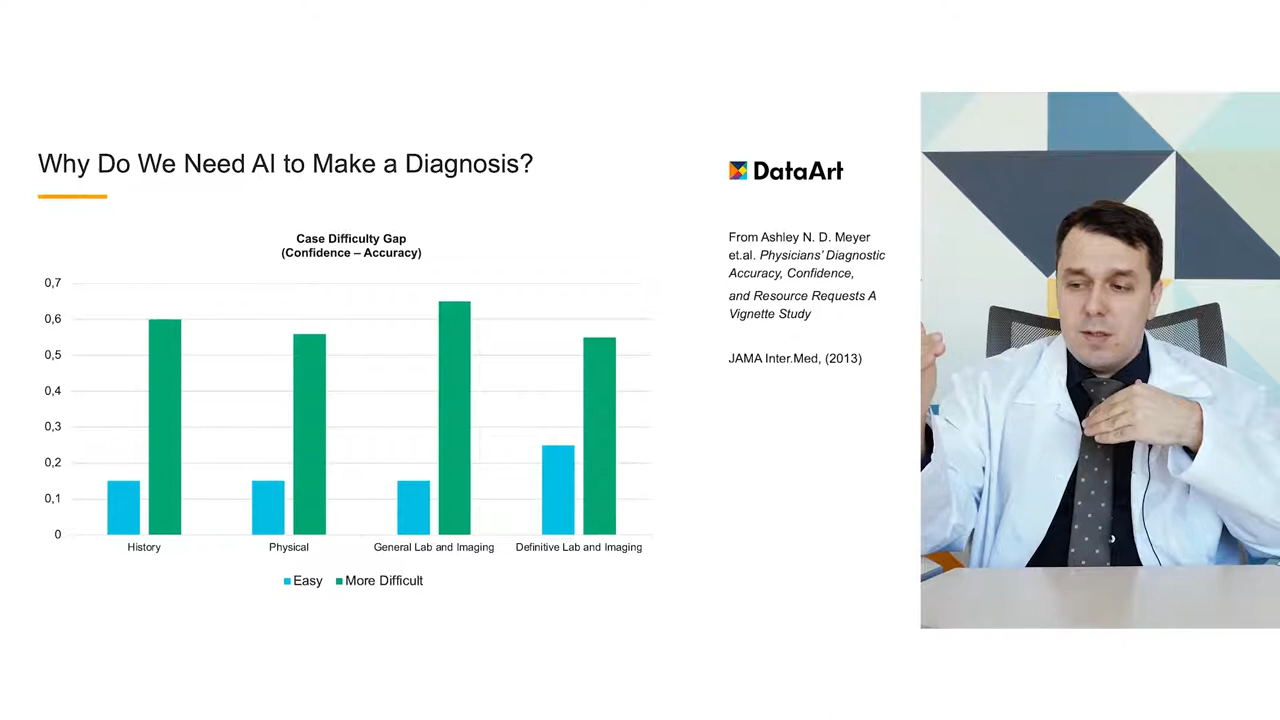 Why Do We Need AI to Make a Diagnosis?
Case Difficulty Gap
(Confidence – Accuracy)
0,7
0,6
0,5
0,4
0,3
0,2
0,1
0
History
Physical
General Lab and Imaging
Definitive Lab and Imaging
Easy
More Difficult
DataArt
From Ashley N. D. Meyer
et.al. Physicians’ Diagnostic
Accuracy, Confidence,
and Resource Requests A
Vignette Study
JAMA Inter.Med, (2013)